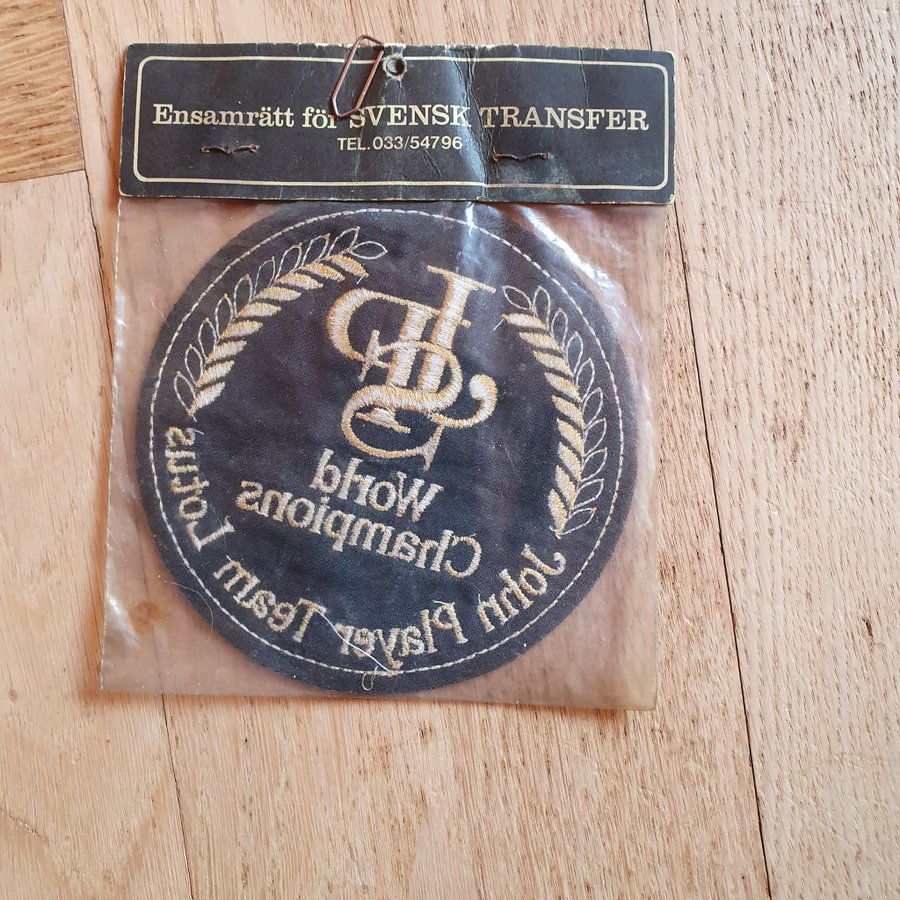 Ensamrätt för SVENSK TRANSFER
TEL. 033/54796
JPS
World
Champions
John Player Team Lotus